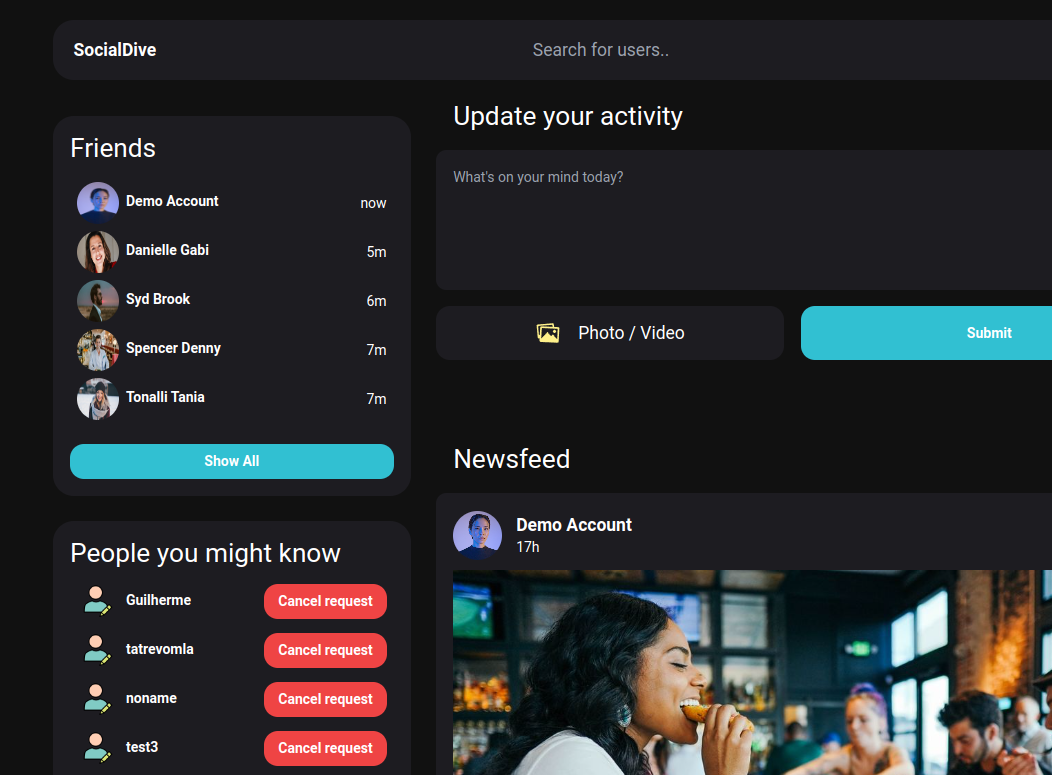 SocialDive
Search for users..
Friends
Demo Account now
Danielle Gabi 5m
Syd Brook 6m
Spencer Denny 7m
Tonalli Tania 7m
Show All
People you might know
Guilherme Cancel request
tatrevomla Cancel request
noname Cancel request
test3 Cancel request
Update your activity
What's on your mind today?
Photo / Video
Submit
Newsfeed
Demo Account
17h